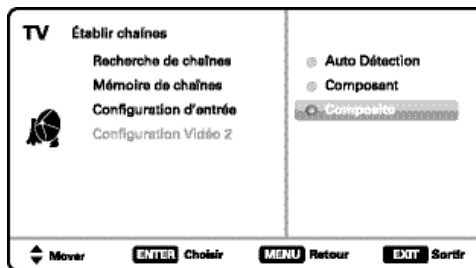 TV Établir chaînes
Recherche de chaînes
Auto Détection
Mémoire de chaînes
Composant
Configuration d'entrée
Composite
Configuration Vidéo 2
Mover ENTER Choisir MENU Retour EXIT Sortir